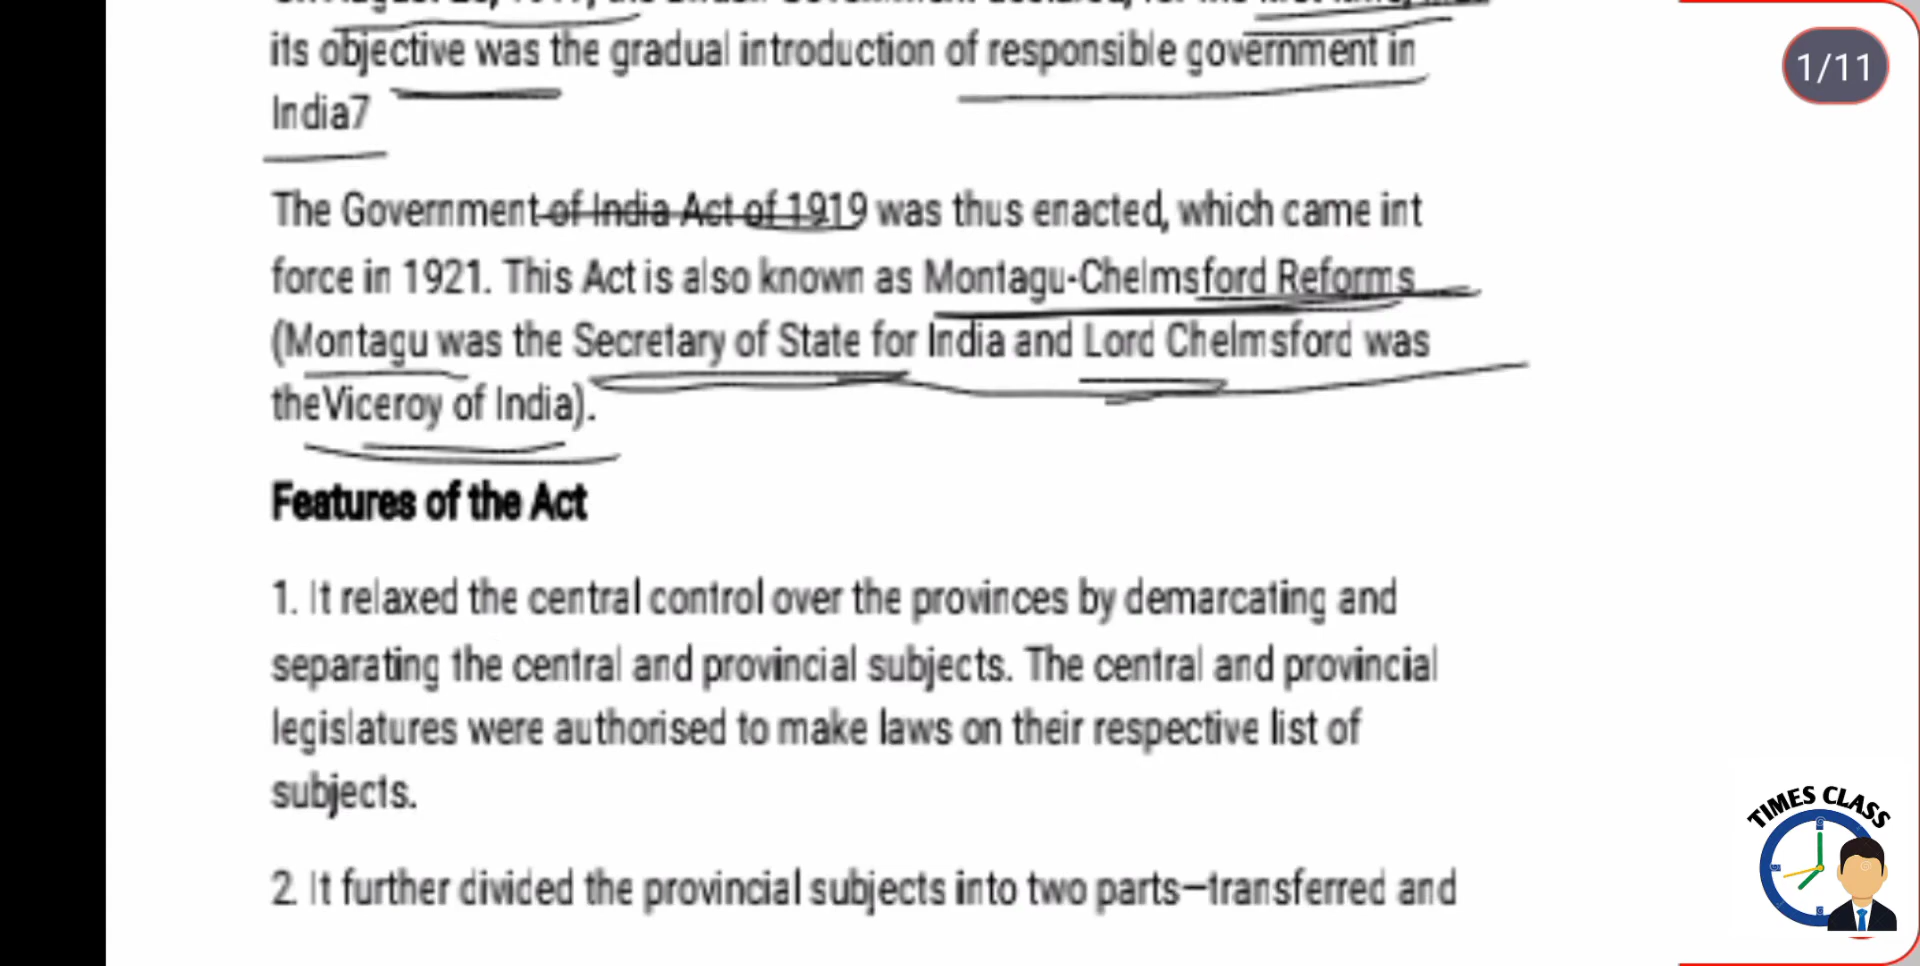 its objective was the gradual introduction of responsible government in
India7
The Government of India Act of 1919 was thus enacted, which came int
force in 1921. This Act is also known as Montagu-Chelmsford Reforms
(Montagu was the Secretary of State for India and Lord Chelmsford was
theViceroy of India).
Features of the Act
1. It relaxed the central control over the provinces by demarcating and
separating the central and provincial subjects. The central and provincial
legislatures were authorised to make laws on their respective list of
subjects.
2. It further divided the provincial subjects into two parts—transferred and
1/11
TIMES CLASS